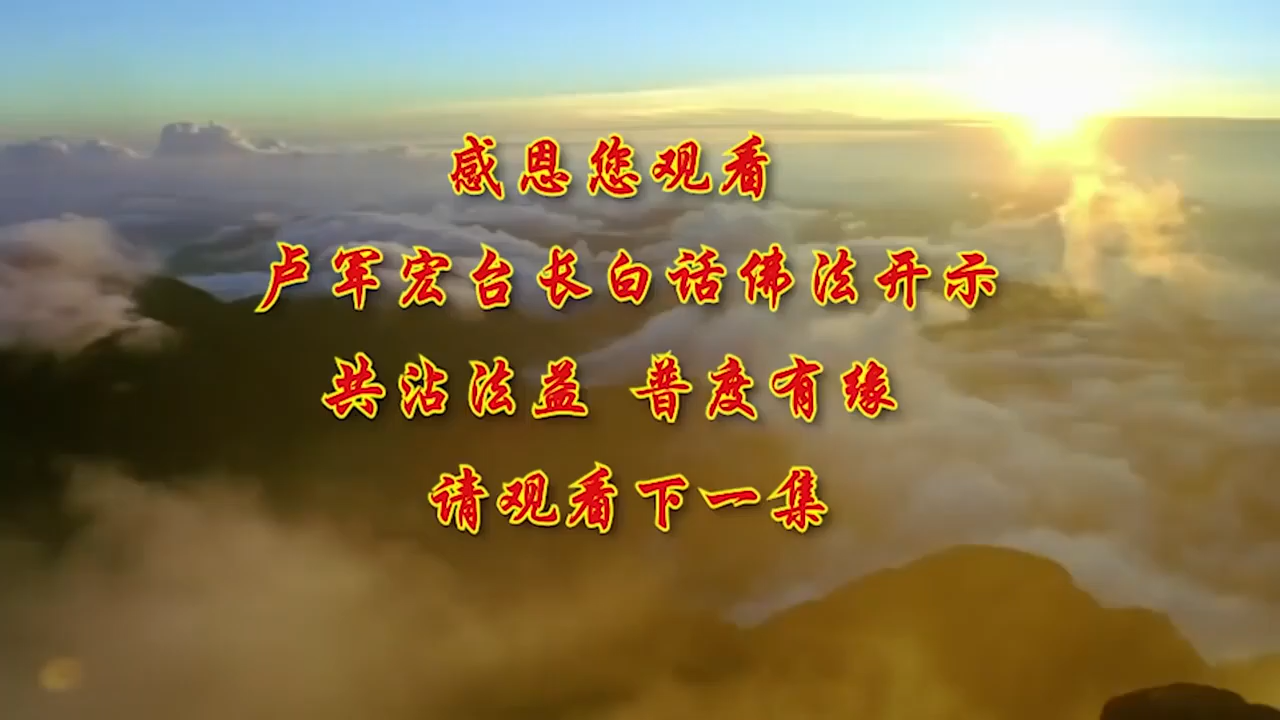 感恩您观看
卢军宏台长白话佛法开示
共沾法益 普度有缘
请观看下一集